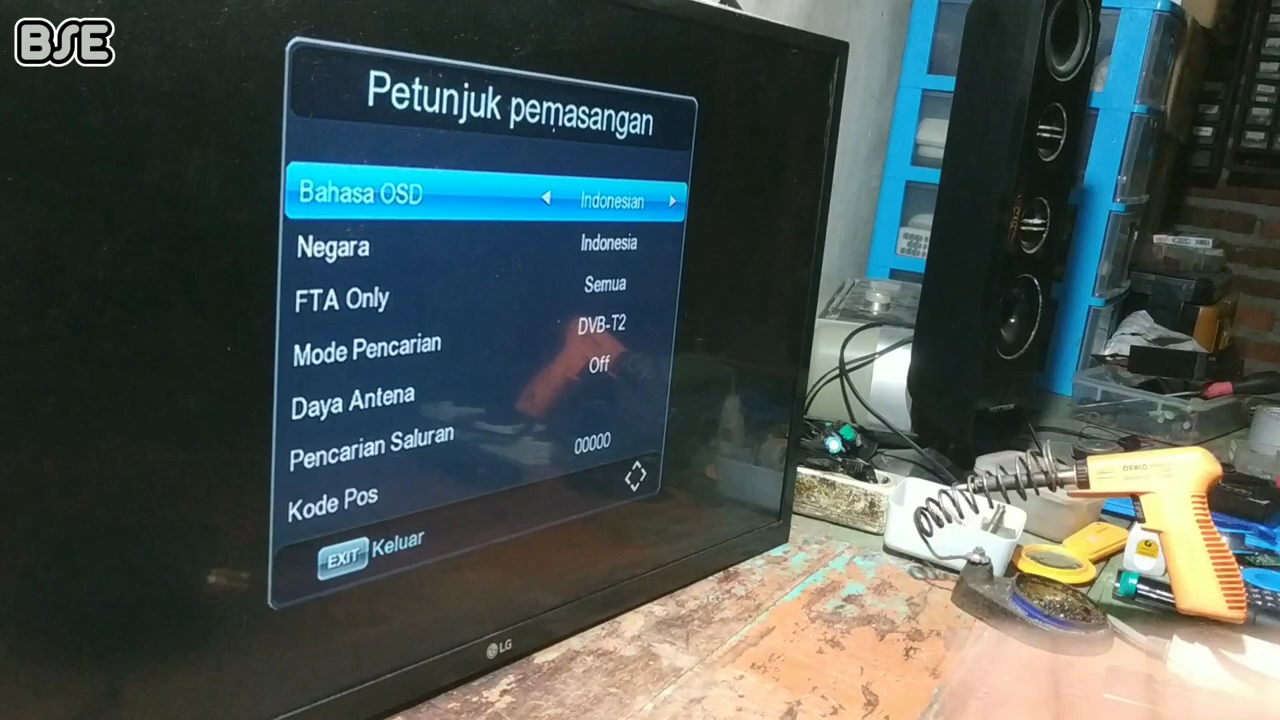 BSE
Petunjuk pemasangan
Bahasa OSD Indonesian
Negara Indonesia
FTA Only Semua
Mode Pencarian DVB-T2
Daya Antena Off
Pencarian Saluran
Kode Pos 00000
EXIT Keluar
LG
DEKO